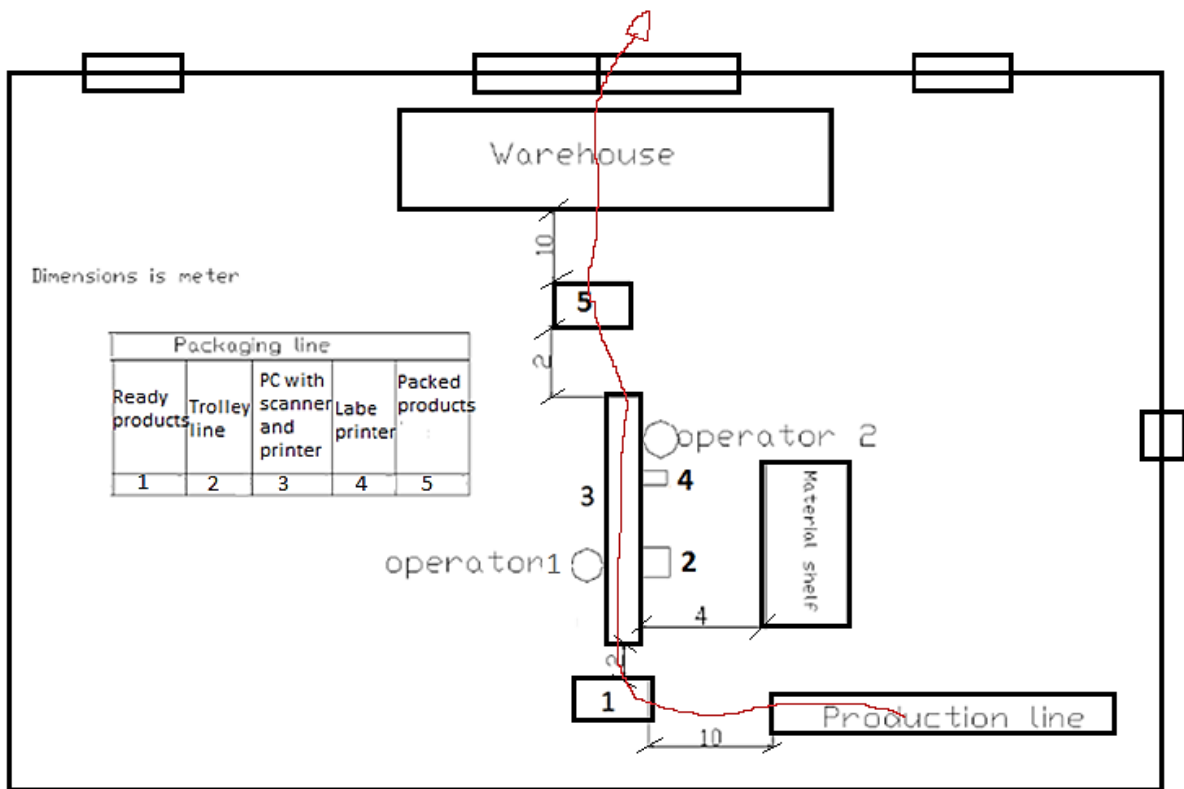 Warehouse
10
Dimensions is meter
5
2
Packaging line
Ready products
Trolley line
PC with scanner and printer
Labe printer
Packed products
1
2
3
4
5
operator 2
4
3
Material shelf
operator1
2
4
2
1
Production line
10